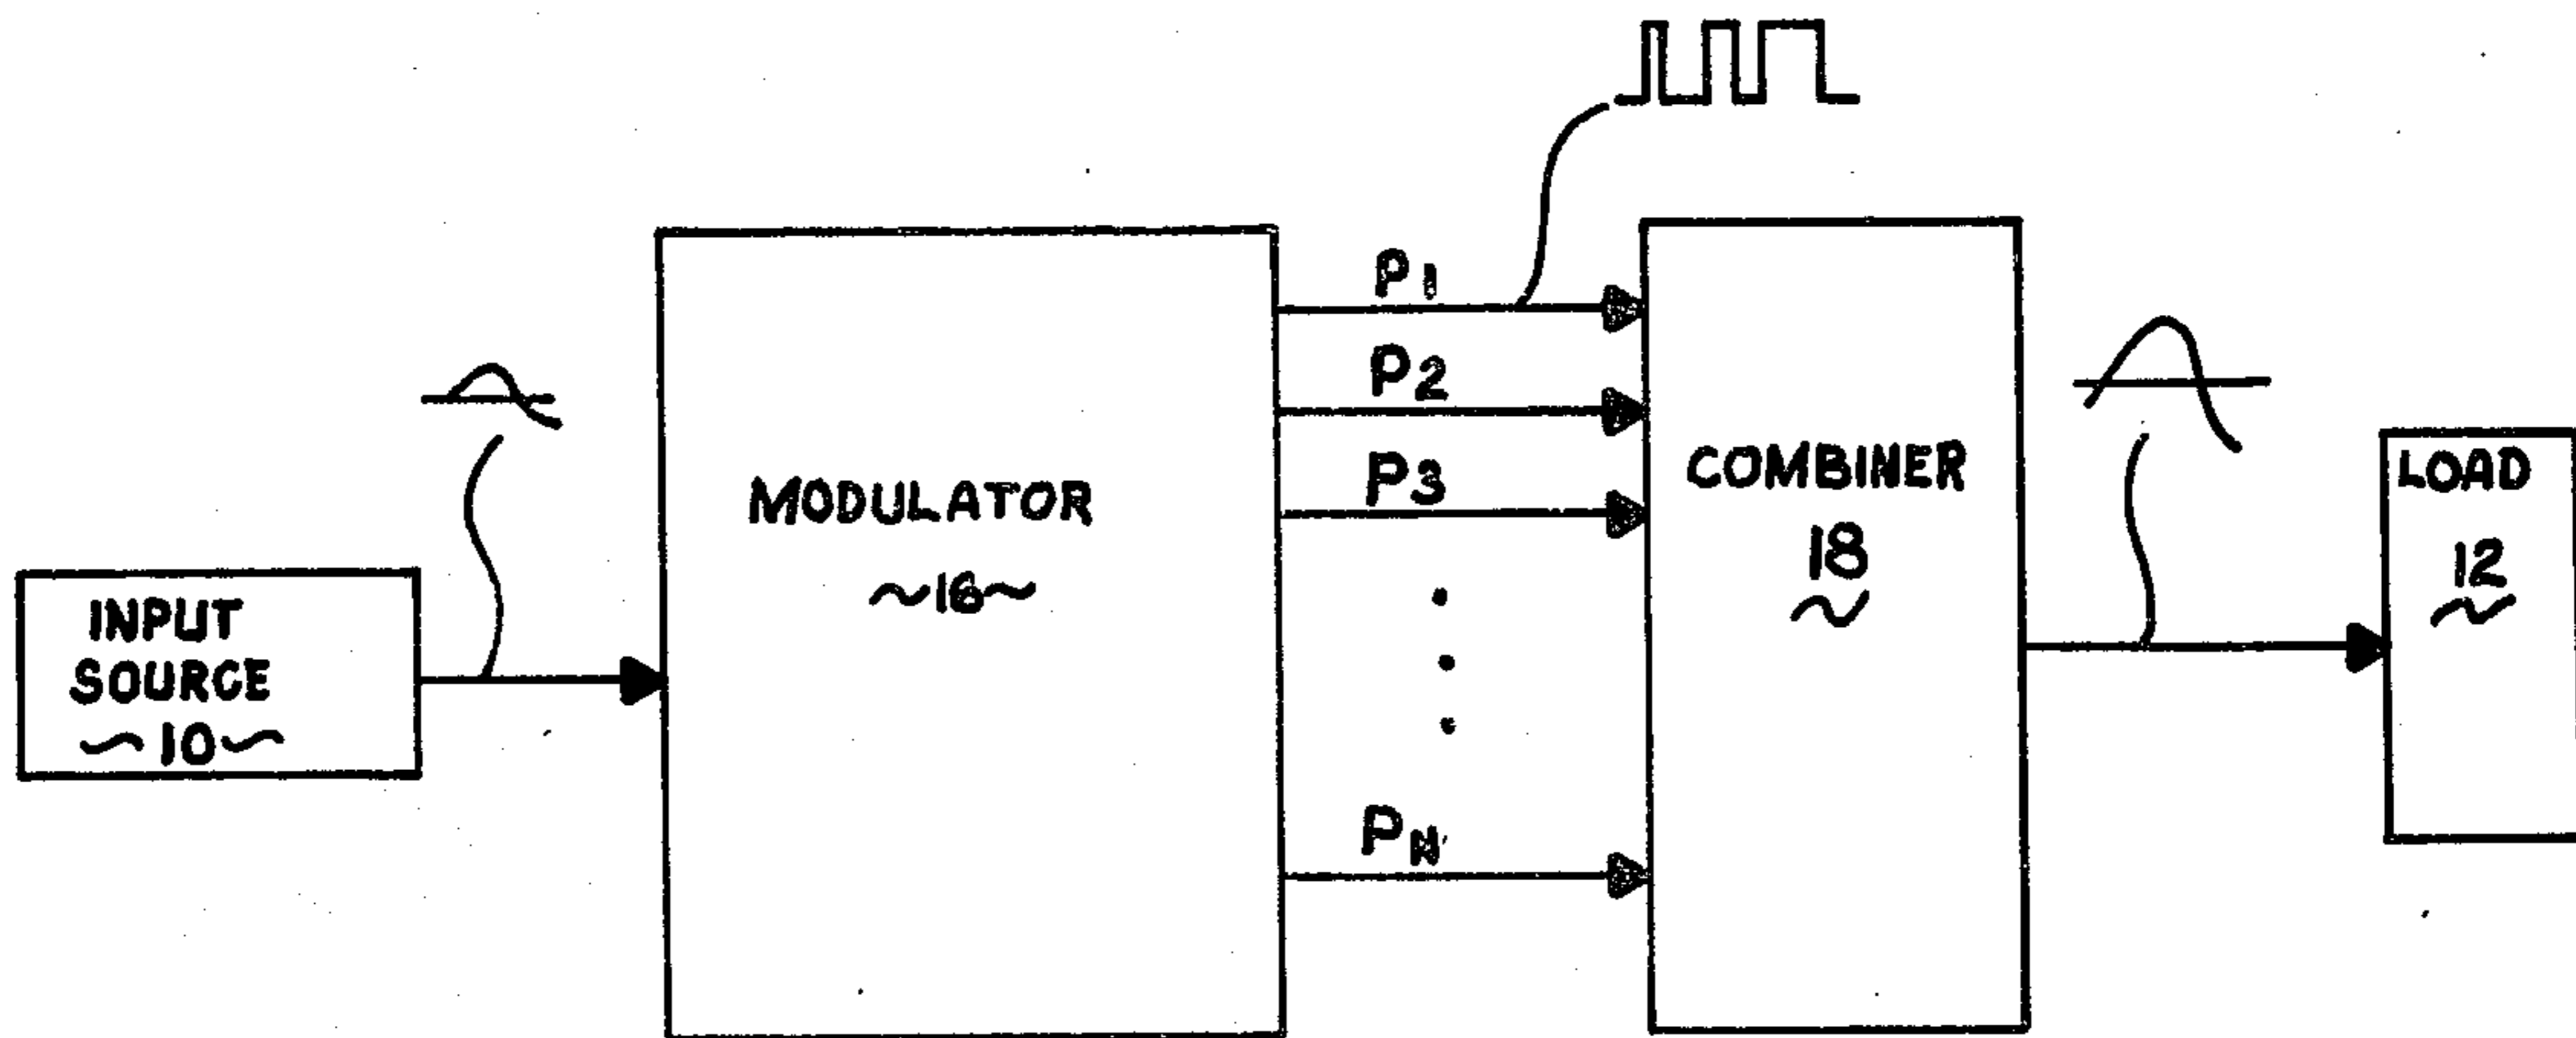 INPUT
SOURCE
~10~
MODULATOR
~16~
P1
P2
P3
PN
COMBINER
18
LOAD
12